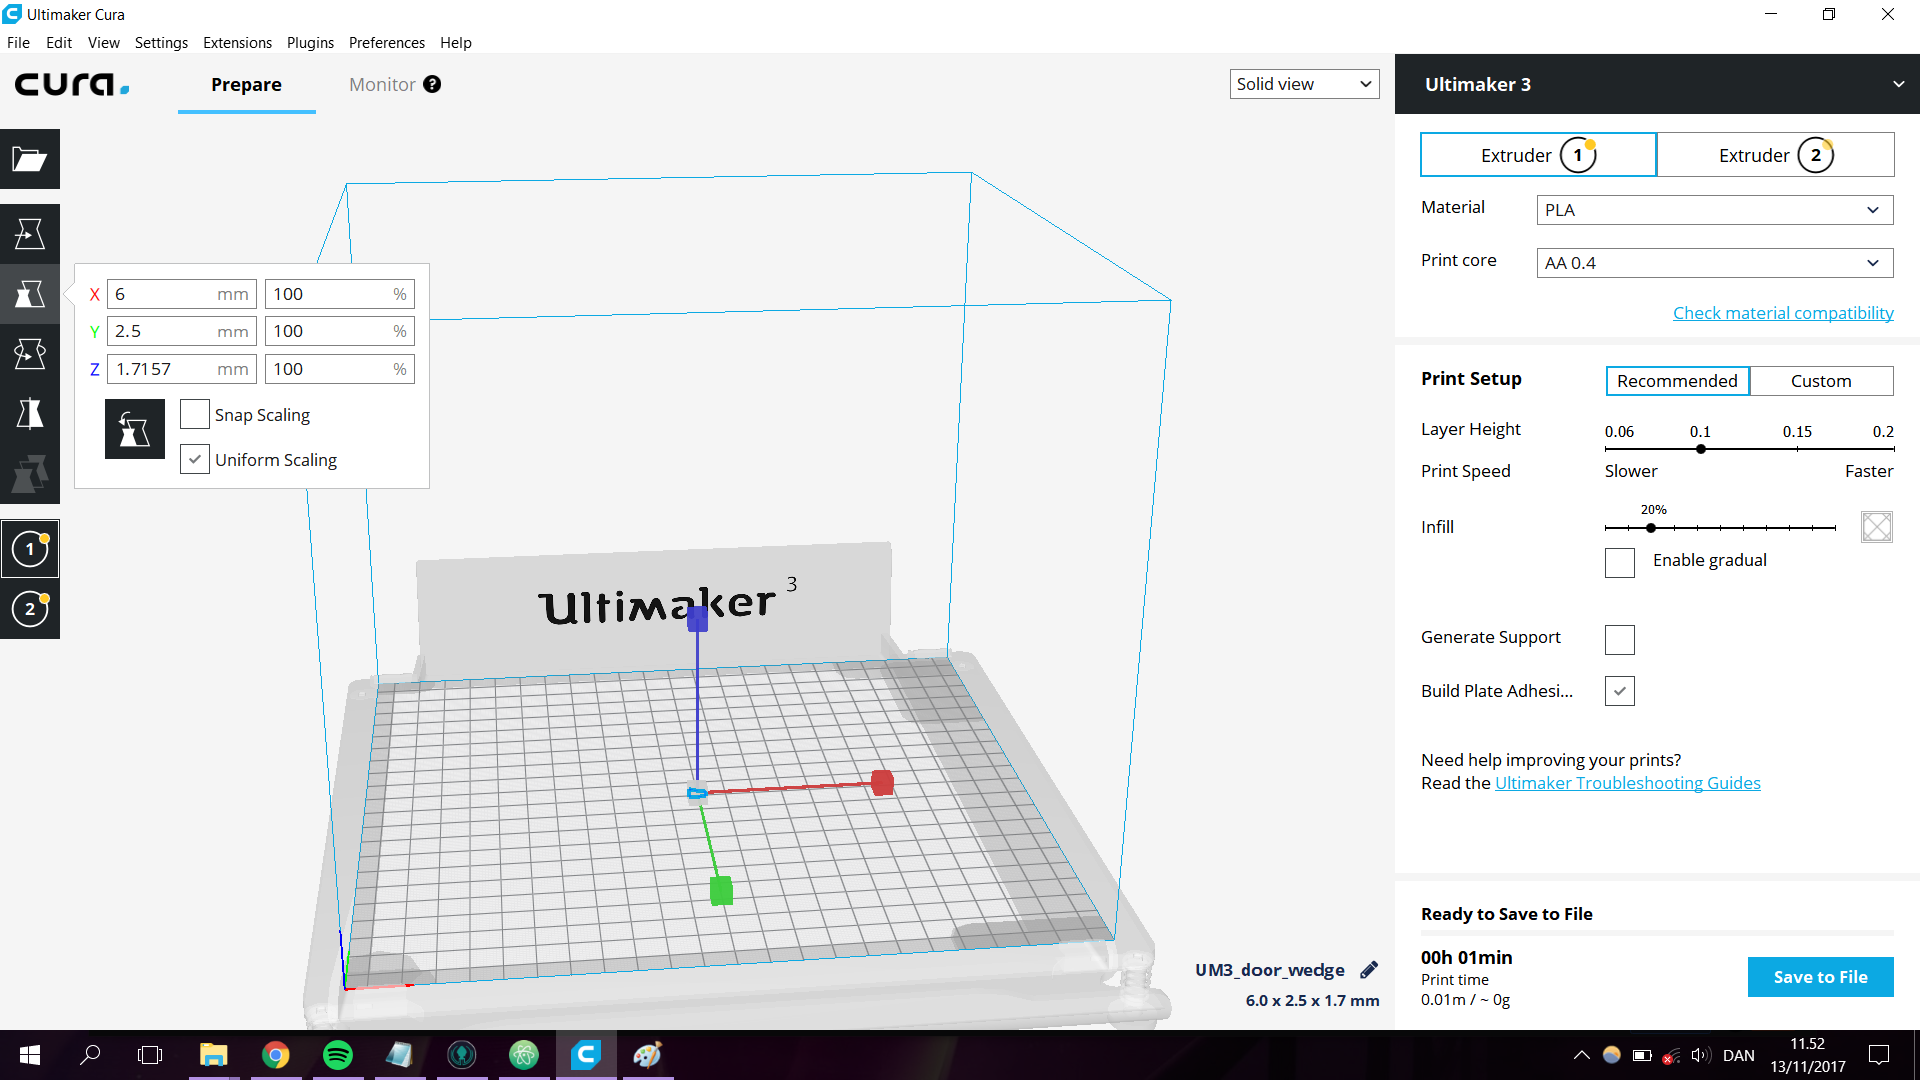 Ultimaker Cura
File Edit View Settings Extensions Plugins Preferences Help
cura.
Prepare
Monitor ?
Solid view
Ultimaker 3
Extruder 1
Extruder 2
Material
PLA
Print core
AA 0.4
Check material compatibility
X 6 mm 100 %
Y 2.5 mm 100 %
Z 1.7157 mm 100 %
Snap Scaling
Uniform Scaling
1
2
Ultimaker 3
Print Setup
Recommended
Custom
Layer Height
0.06 0.1 0.15 0.2
Print Speed
Slower
Faster
20%
Infill
Enable gradual
Generate Support
Build Plate Adhesi...
Need help improving your prints?
Read the Ultimaker Troubleshooting Guides
UM3_door_wedge
6.0 x 2.5 x 1.7 mm
Ready to Save to File
00h 01min
Print time
0.01m / ~ 0g
Save to File
DAN
11.52
13/11/2017